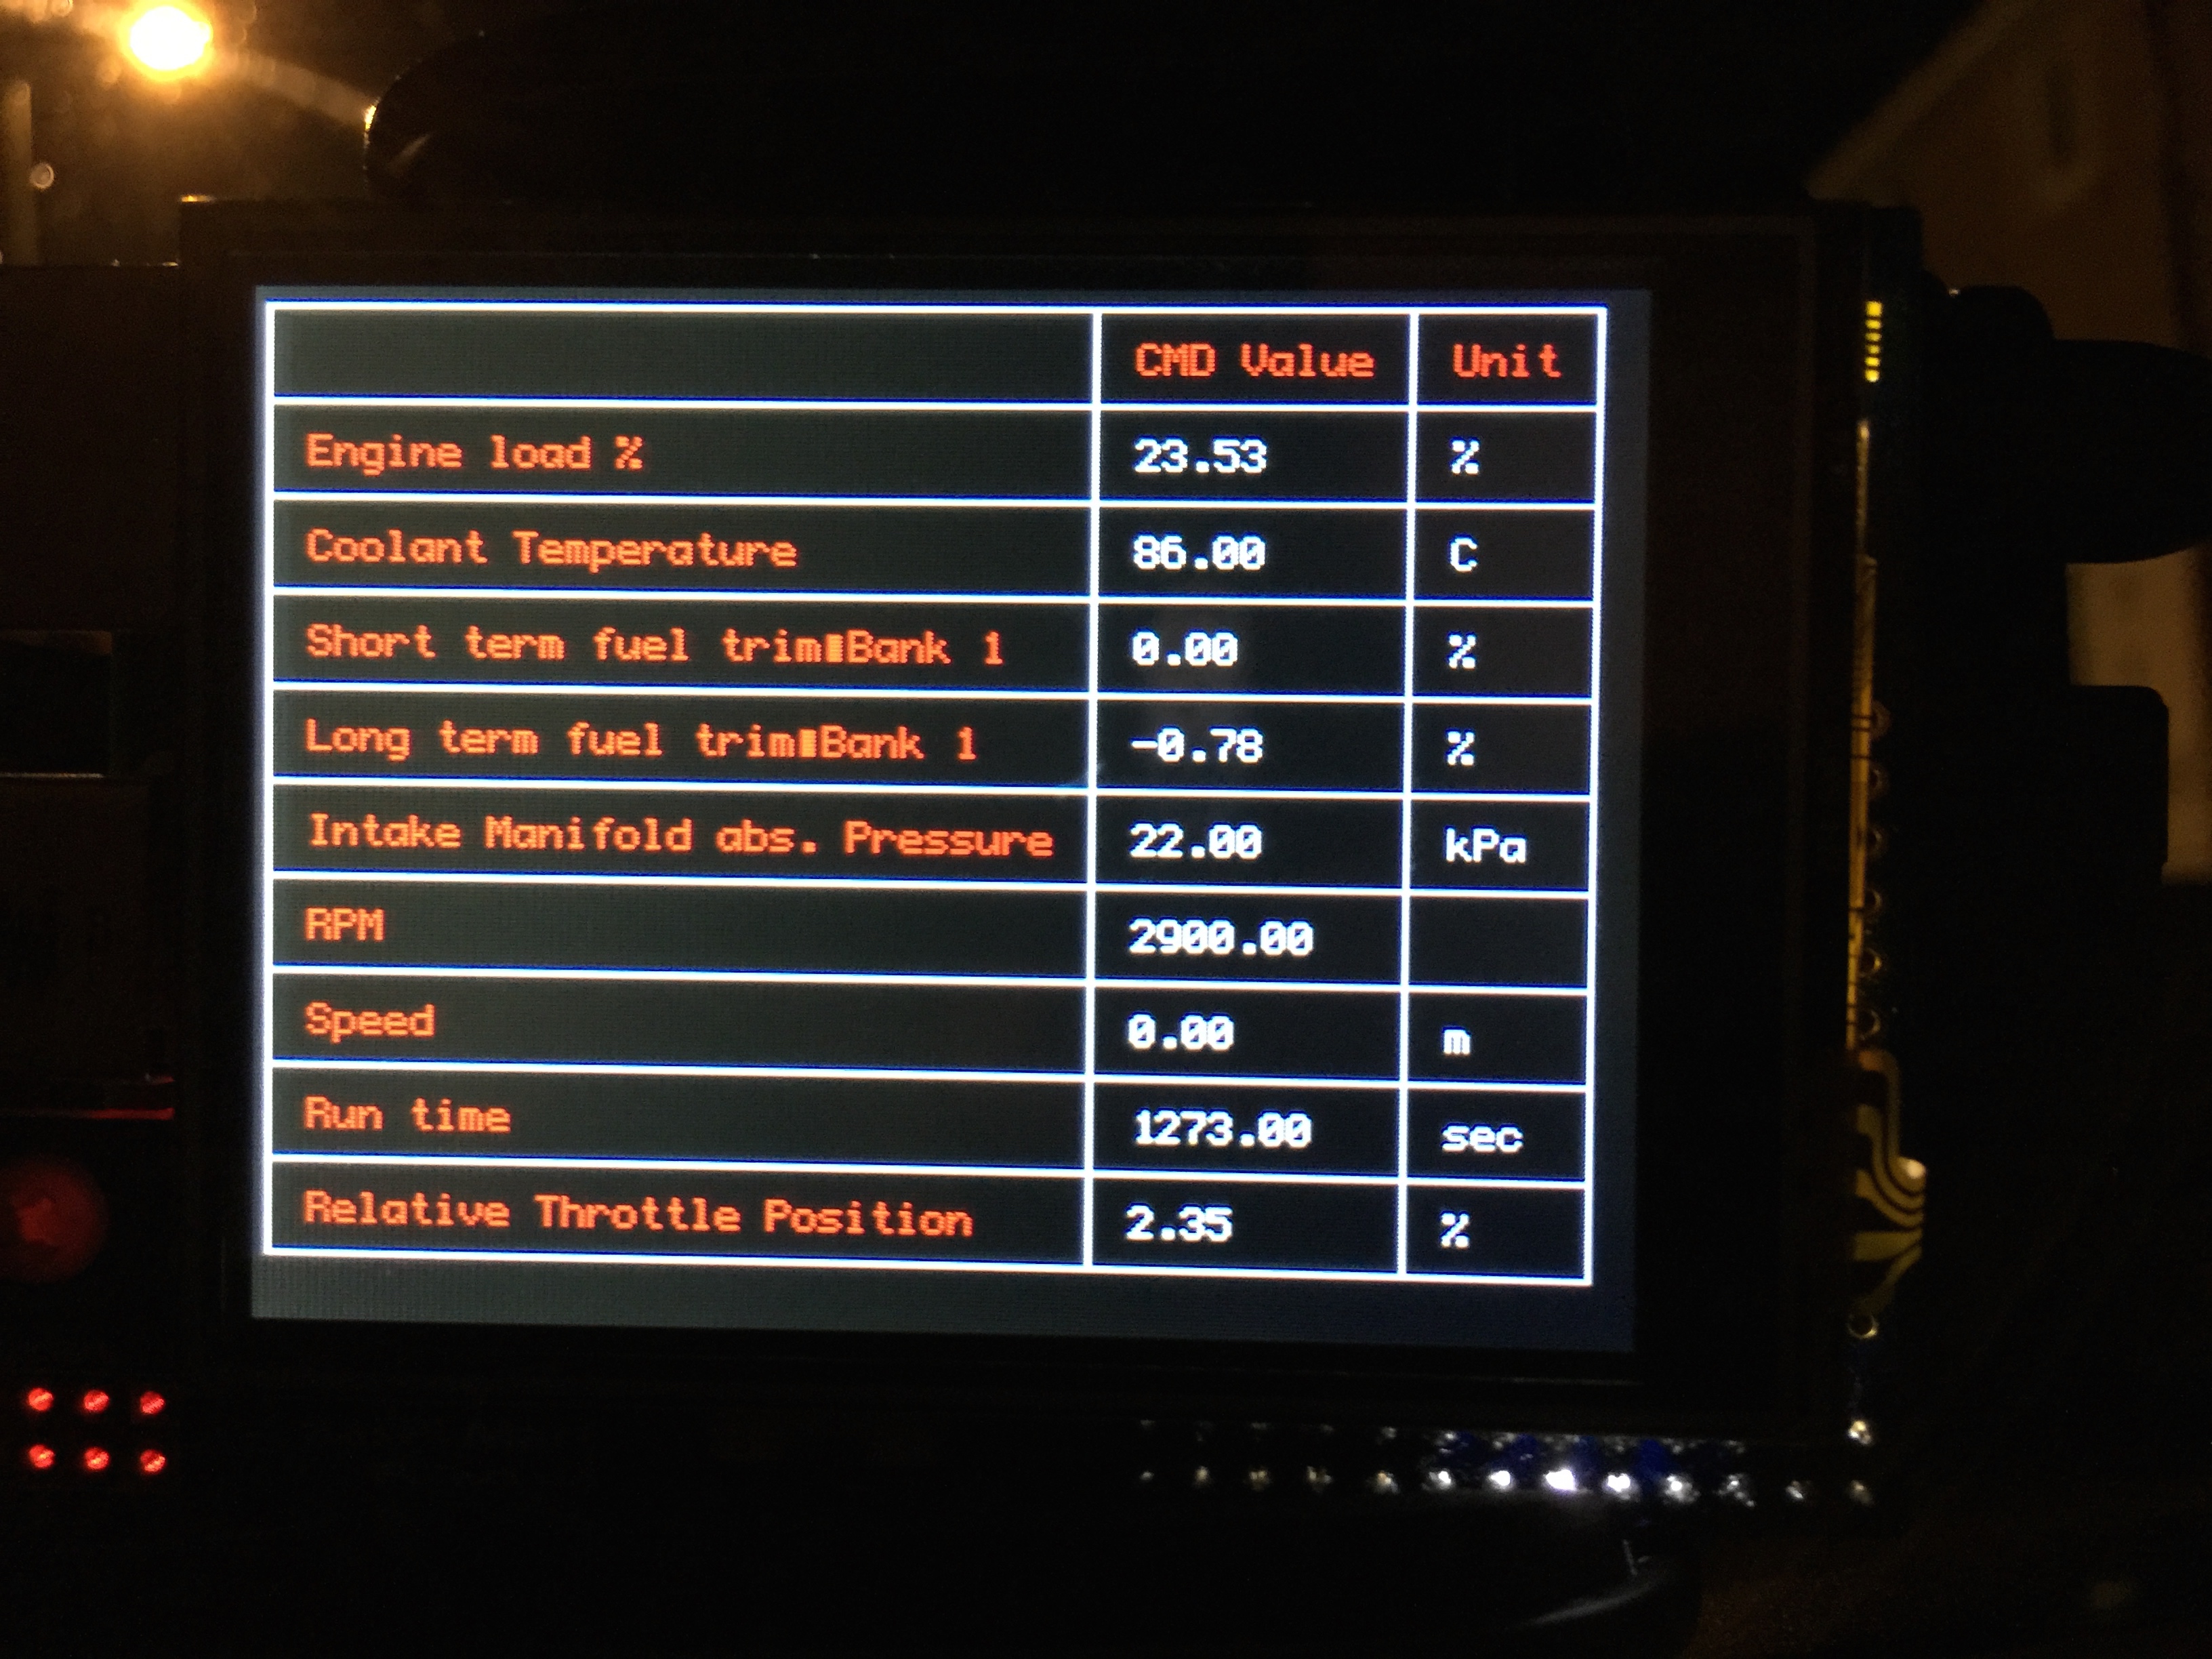 CMD Value Unit
Engine load % 23.53 %
Coolant Temperature 86.00 C
Short term fuel trim▮Bank 1 0.00 %
Long term fuel trim▮Bank 1 -0.78 %
Intake Manifold abs. Pressure 22.00 kPa
RPM 2900.00
Speed 0.00 m
Run time 1273.00 sec
Relative Throttle Position 2.35 %